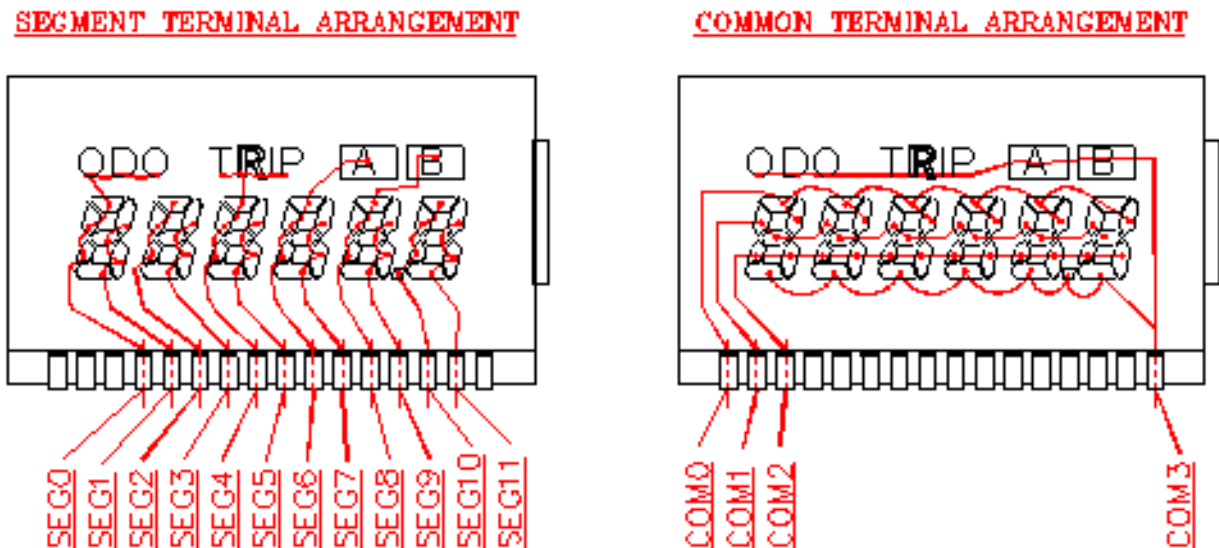 SEGMENT TERMINAL ARRANGEMENT
COMMON TERMINAL ARRANGEMENT
ODO TRIP A B
ODO TRIP A B
SEG0
SEG1
SEG2
SEG3
SEG4
SEG5
SEG6
SEG7
SEG8
SEG9
SEG10
SEG11
COM0
COM1
COM2
COM3